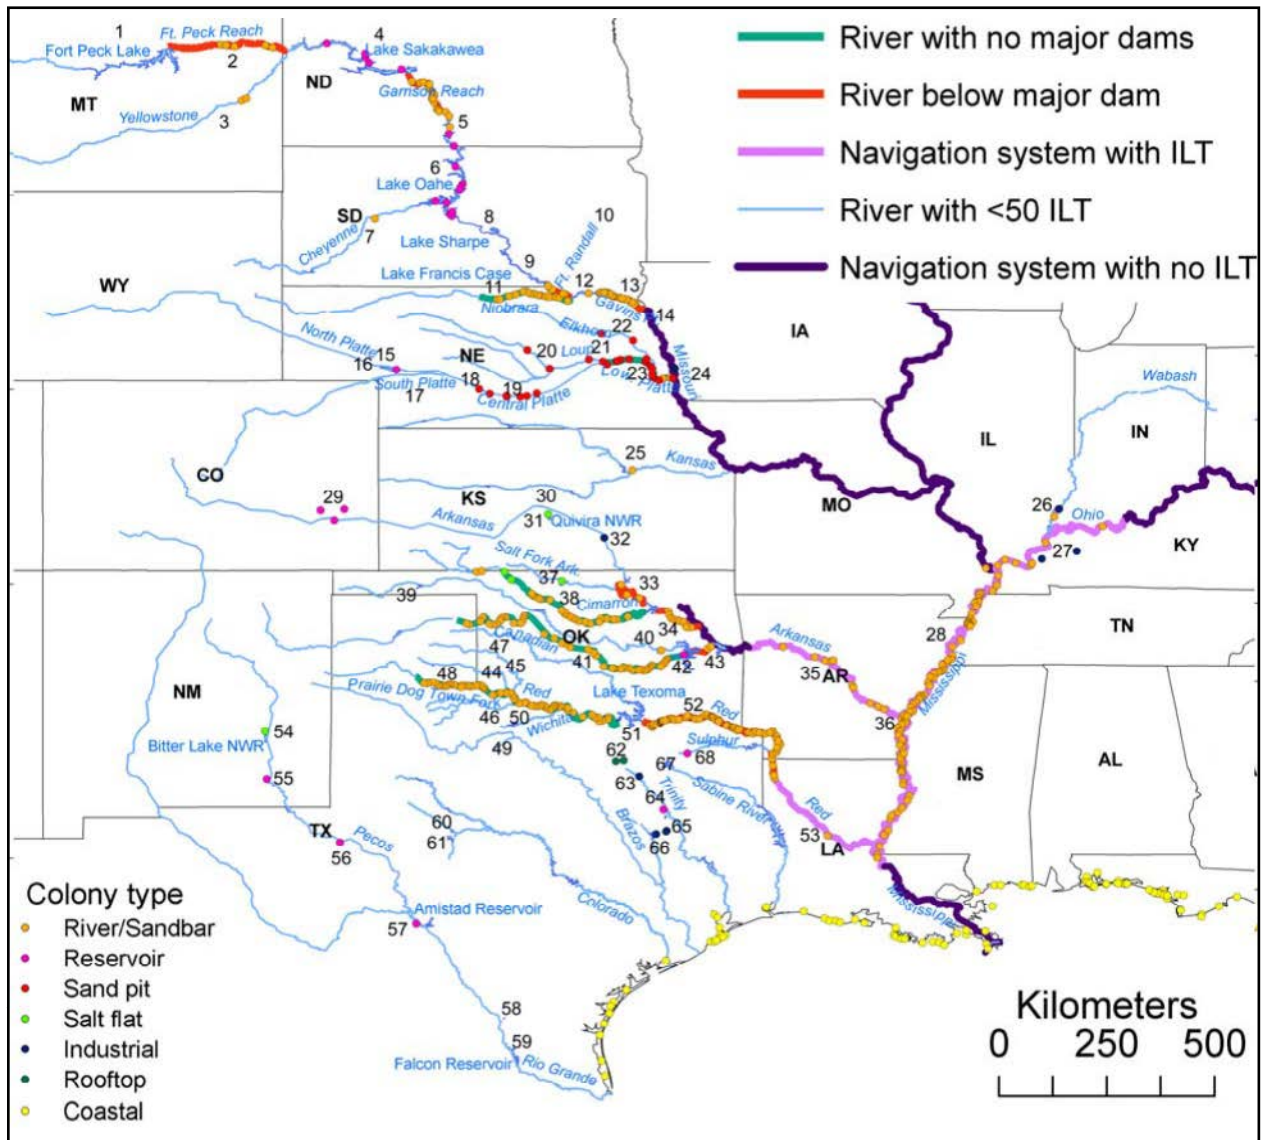 1
Ft. Peck Reach
Fort Peck Lake
2
MT
Yellowstone
3
4
Lake Sakakawea
ND
Garrison Reach
5
6
Lake Oahe
SD
Cheyenne
7
8
Lake Sharpe
9
10
Lake Francis Case
Ft. Randall
WY
11
Niobrara
12
13
Gavins
14
Elkhorn
22
IA
North Platte
15
16
NE
20
Loup
21
Missouri
South Platte
17
18
19
Central Platte
23
24
Wabash
IN
IL
CO
25
Kansas
KS
29
Arkansas
30
31
Quivira NWR
32
MO
26
Ohio
27
KY
Salt Fork Ark.
37
33
38
Cimarron
39
OK
34
40
Canadian
47
41
42
43
Arkansas
35
AR
28
TN
Mississippi
36
NM
48
44
45
Prairie Dog Town Fork
Red
46
50
Wichita
49
Lake Texoma
52
Red
51
62
Sulphur
67
68
63
64
Trinity
Sabine River
65
66
Brazos
MS
AL
54
Bitter Lake NWR
55
TX
Pecos
56
60
61
Red
53
LA
Colorado
Mississippi
Amistad Reservoir
57
58
59
Falcon Reservoir
Rio Grande
River with no major dams
River below major dam
Navigation system with ILT
River with <50 ILT
Navigation system with no ILT
Colony type
River/Sandbar
Reservoir
Sand pit
Salt flat
Industrial
Rooftop
Coastal
Kilometers
0 250 500